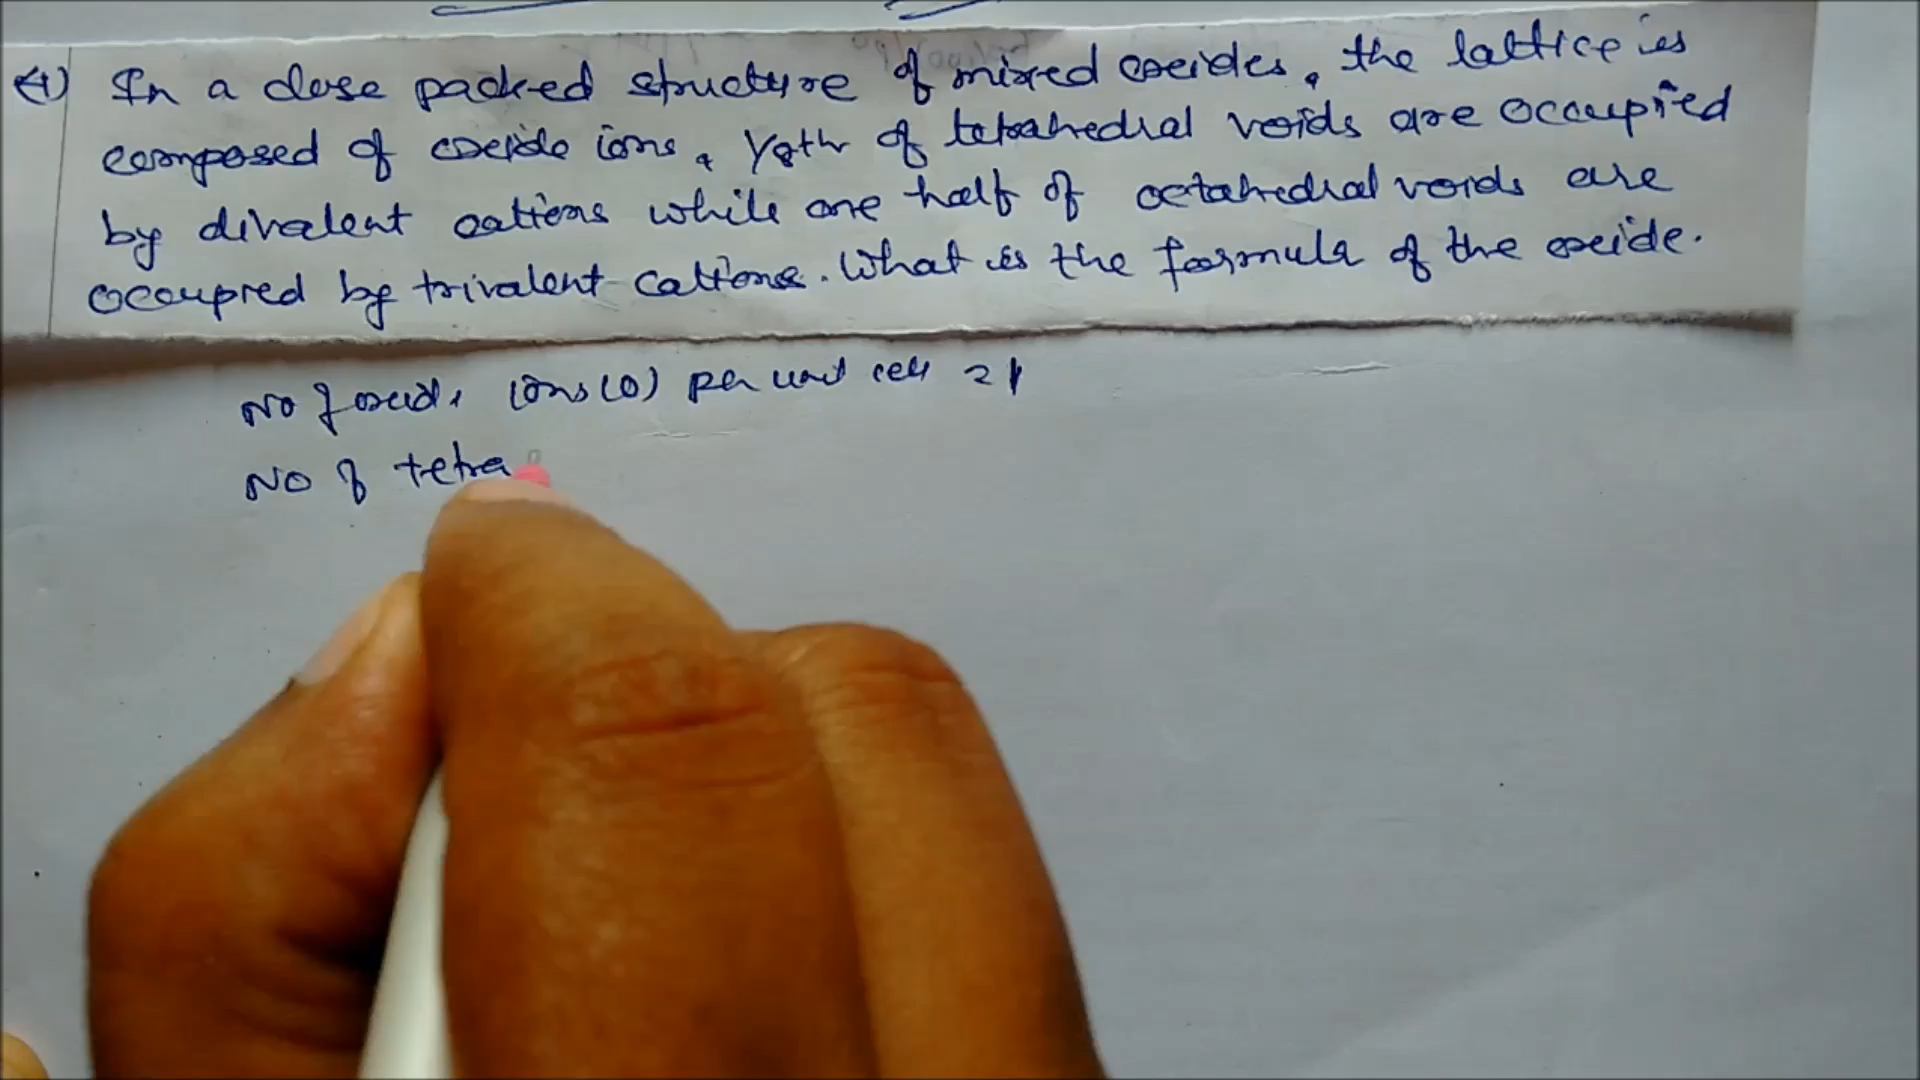 4) In a close packed structure of mixed oxides, the lattice is
composed of oxide ions, 1/8th of tetrahedral voids are occupied
by divalent cations while one half of octahedral voids are
occupied by trivalent cations. What is the formula of the oxide.
No of oxide ions (O) per unit cell = 1
No of tetra